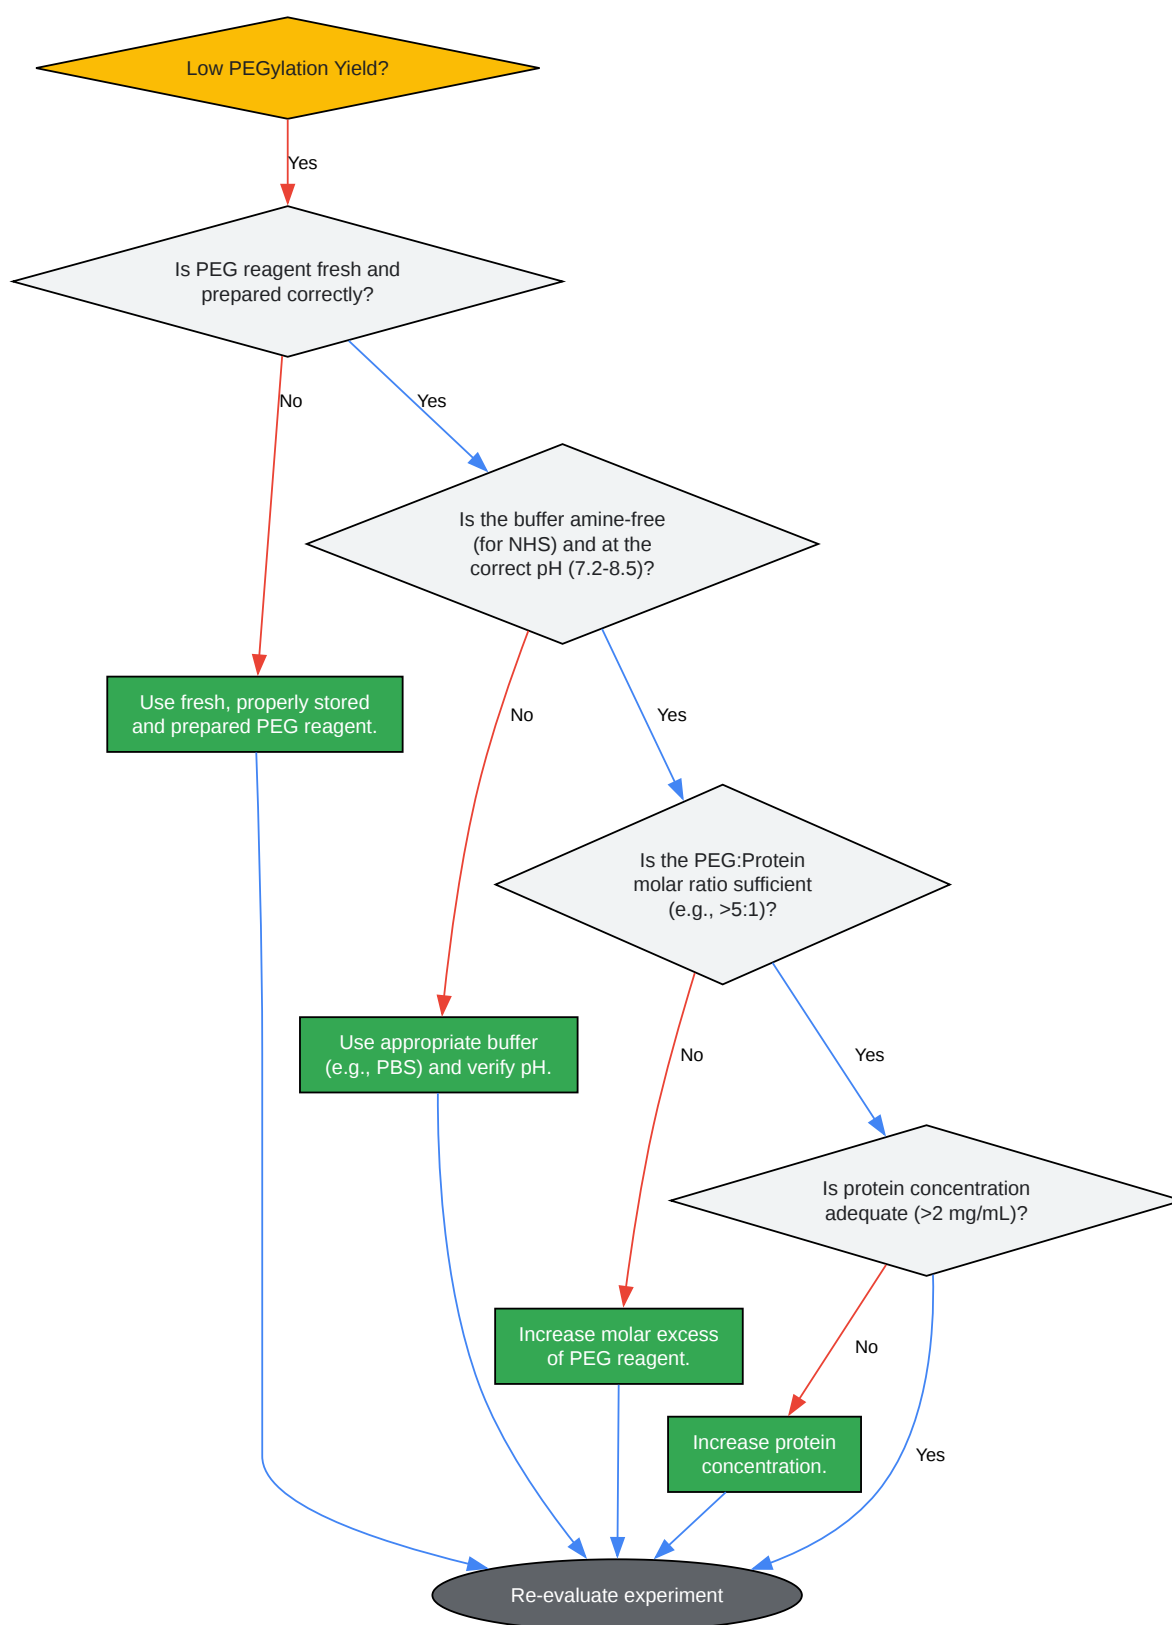 Low PEGylation Yield?
Yes
Is PEG reagent fresh and
prepared correctly?
No
Yes
Is the buffer amine-free
(for NHS) and at the
correct pH (7.2-8.5)?
Use fresh, properly stored
and prepared PEG reagent.
No
Yes
Is the PEG:Protein
molar ratio sufficient
(e.g., >5:1)?
Use appropriate buffer
(e.g., PBS) and verify pH.
No
Yes
Is protein concentration
adequate (>2 mg/mL)?
Increase molar excess
of PEG reagent.
No
Increase protein
concentration.
Yes
Re-evaluate experiment